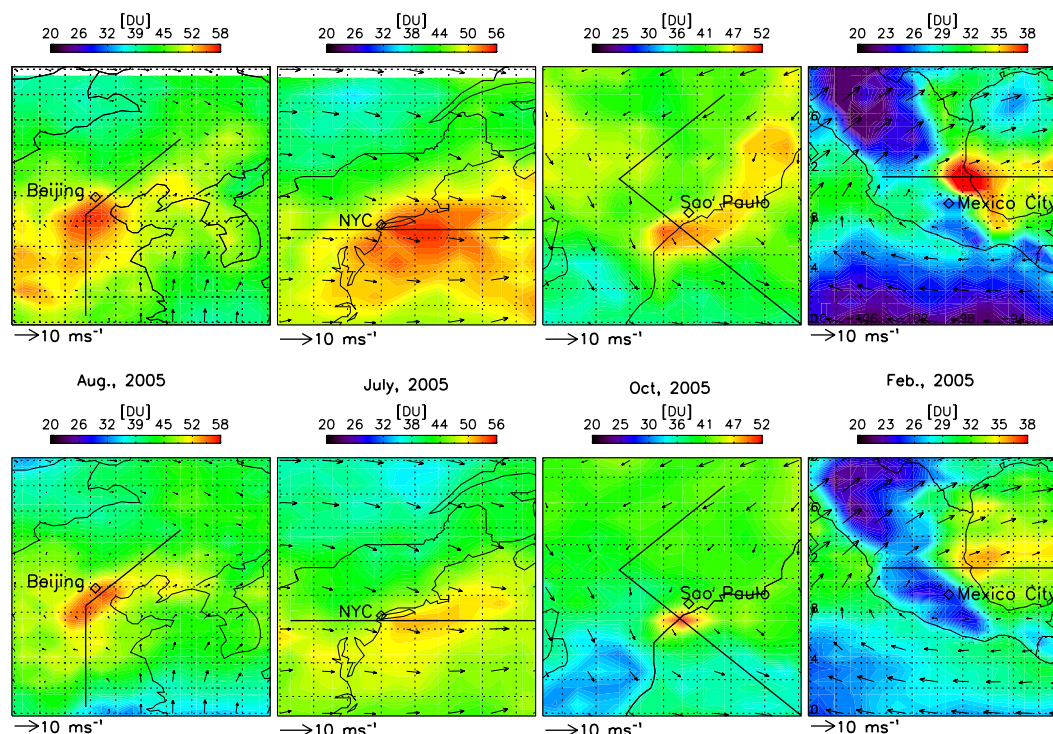 [DU] [DU] [DU] [DU]
20 26 32 39 45 52 58 20 26 32 38 44 50 56 20 25 30 36 41 47 52 20 23 26 29 32 35 38
Beijing NYC Sao Paulo Mexico City
→10 ms⁻¹ →10 ms⁻¹ →10 ms⁻¹ →10 ms⁻¹
Aug., 2005 July, 2005 Oct, 2005 Feb., 2005
[DU] [DU] [DU] [DU]
20 26 32 39 45 52 58 20 26 32 38 44 50 56 20 25 30 36 41 47 52 20 23 26 29 32 35 38
Beijing NYC Sao Paulo Mexico City
→10 ms⁻¹ →10 ms⁻¹ →10 ms⁻¹ →10 ms⁻¹